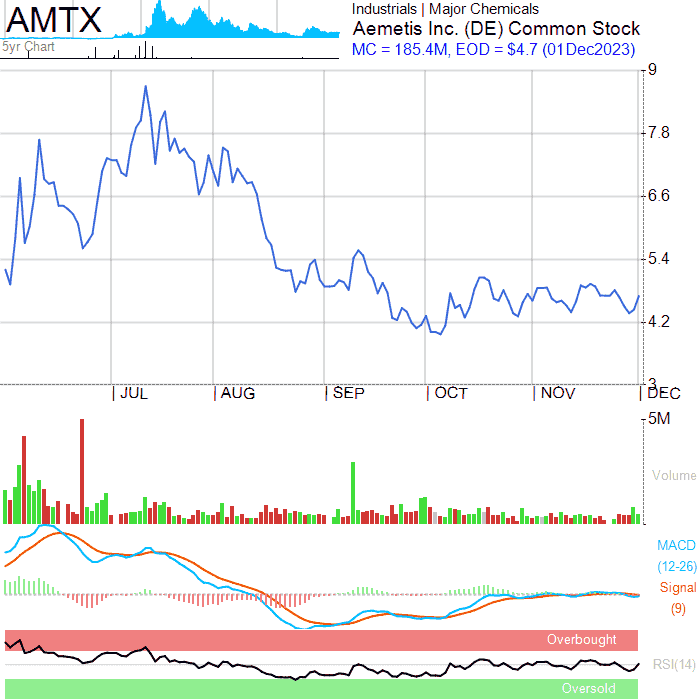 AMTX
5yr Chart
Industrials | Major Chemicals
Aemetis Inc. (DE) Common Stock
MC = 185.4M, EOD = $4.7 (01Dec2023)
9
7.8
6.6
5.4
4.2
3
JUL AUG SEP OCT NOV DEC
5M
Volume
MACD
(12-26)
Signal
(9)
Overbought
RSI(14)
Oversold